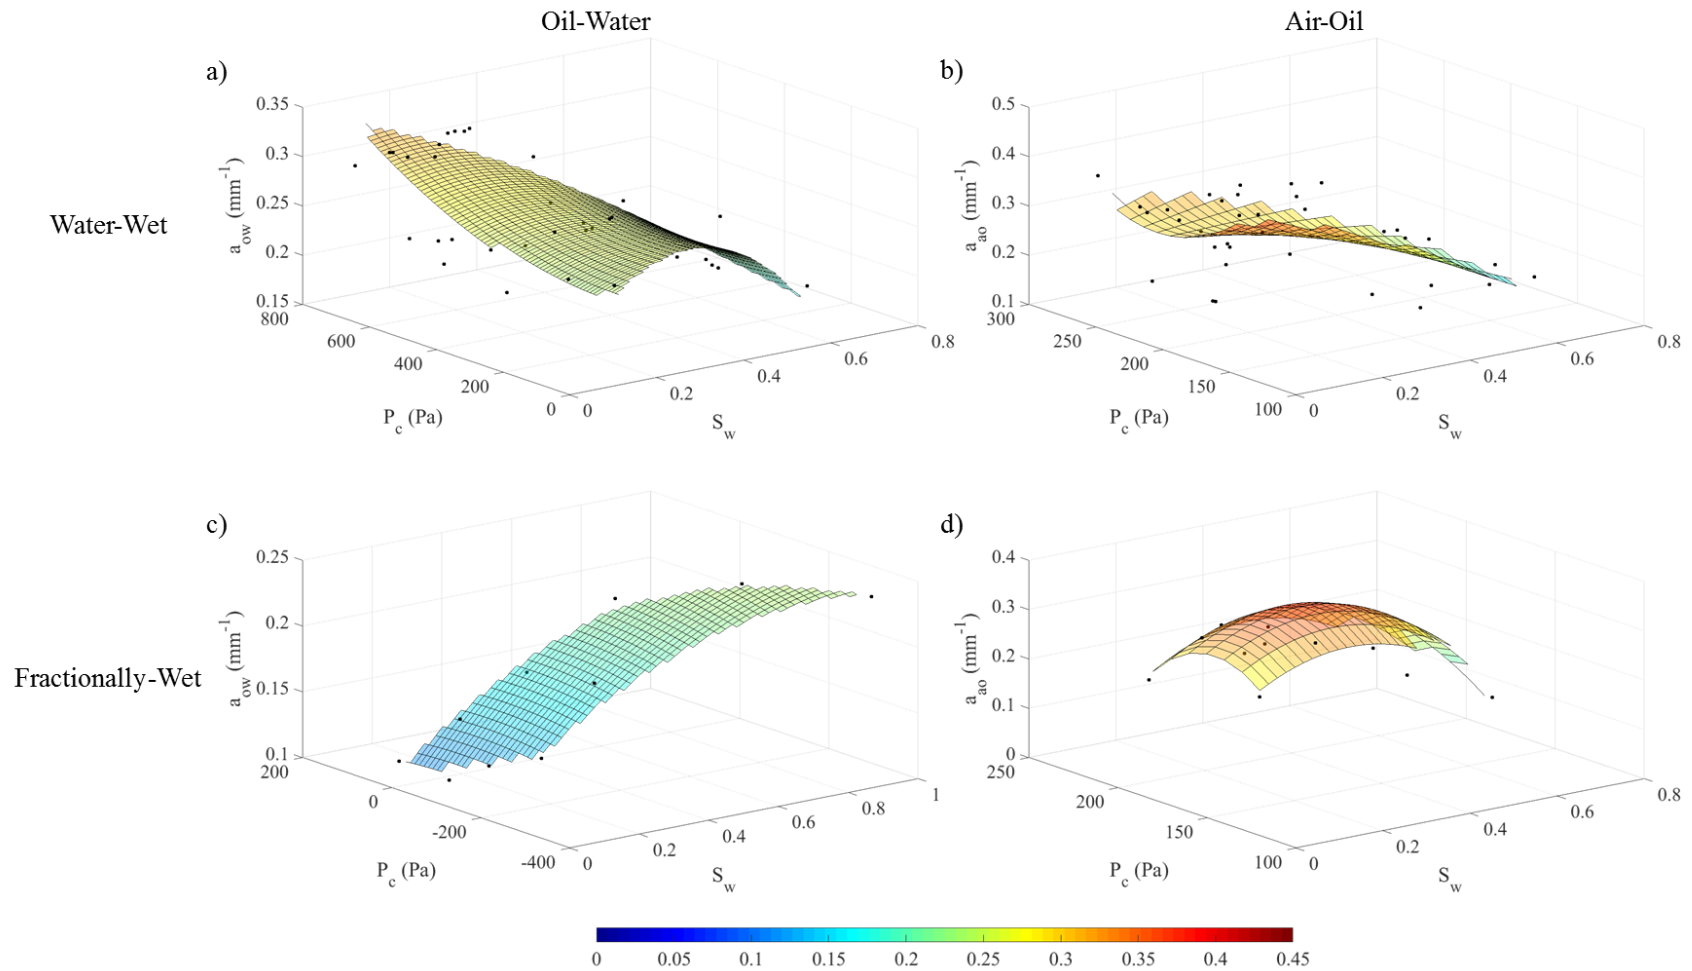 Oil-Water
Air-Oil
a)
b)
Water-Wet
a_ow (mm^-1)
0.35
0.3
0.25
0.2
0.15
800
600
400
200
0
P_c (Pa)
0
0.2
0.4
0.6
0.8
S_w
a_ao (mm^-1)
0.5
0.4
0.3
0.2
0.1
300
250
200
150
100
P_c (Pa)
0
0.2
0.4
0.6
0.8
S_w
c)
d)
Fractionally-Wet
a_ow (mm^-1)
0.25
0.2
0.15
0.1
200
0
-200
-400
P_c (Pa)
0
0.2
0.4
0.6
0.8
1
S_w
a_ao (mm^-1)
0.4
0.3
0.2
0.1
0
250
200
150
100
P_c (Pa)
0
0.2
0.4
0.6
0.8
S_w
0 0.05 0.1 0.15 0.2 0.25 0.3 0.35 0.4 0.45